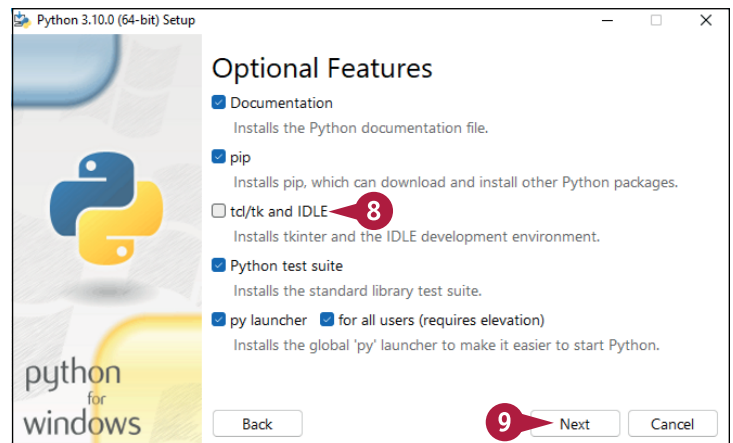 Python 3.10.0 (64-bit) Setup
Optional Features
Documentation
Installs the Python documentation file.
pip
Installs pip, which can download and install other Python packages.
tcl/tk and IDLE 8
Installs tkinter and the IDLE development environment.
Python test suite
Installs the standard library test suite.
py launcher for all users (requires elevation)
Installs the global 'py' launcher to make it easier to start Python.
python
for
windows
Back 9 Next Cancel